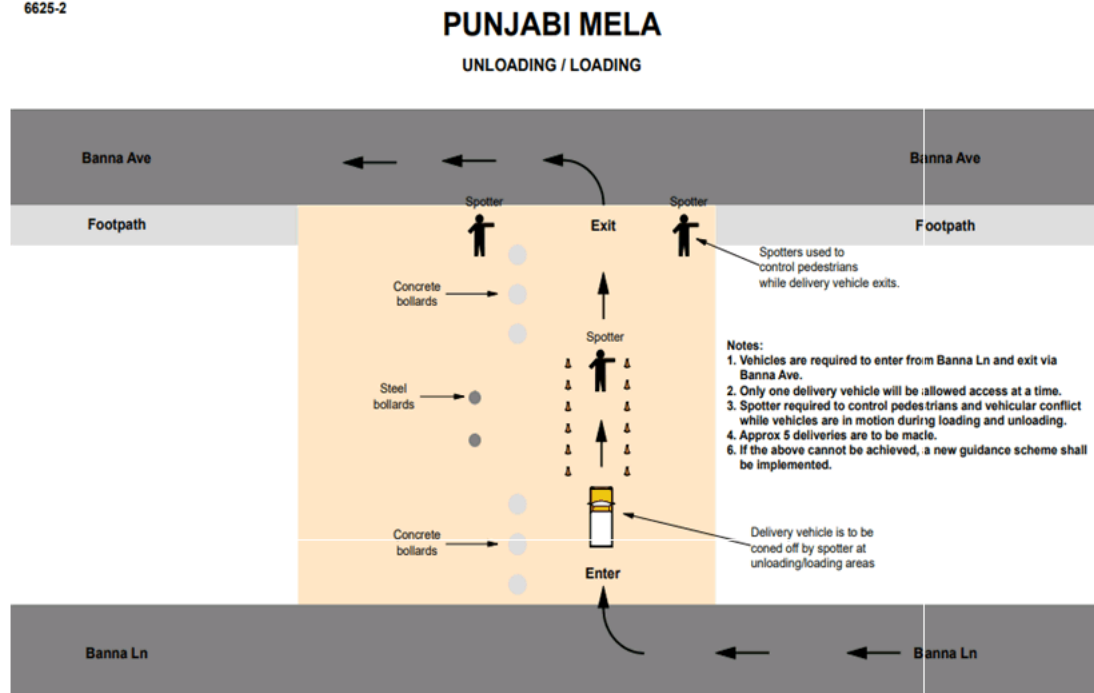 6625-2
PUNJABI MELA
UNLOADING / LOADING
Banna Ave
Banna Ave
Spotter
Spotter
Footpath
Exit
Footpath
Spotters used to
control pedestrians
while delivery vehicle exits.
Concrete
bollards
Spotter
Notes:
1. Vehicles are required to enter from Banna Ln and exit via
Banna Ave.
2. Only one delivery vehicle will be allowed access at a time.
3. Spotter required to control pedestrians and vehicular conflict
while vehicles are in motion during loading and unloading.
4. Approx 5 deliveries are to be made.
6. If the above cannot be achieved, a new guidance scheme shall
be implemented.
Steel
bollards
Concrete
bollards
Delivery vehicle is to be
coned off by spotter at
unloading/loading areas
Enter
Banna Ln
Banna Ln